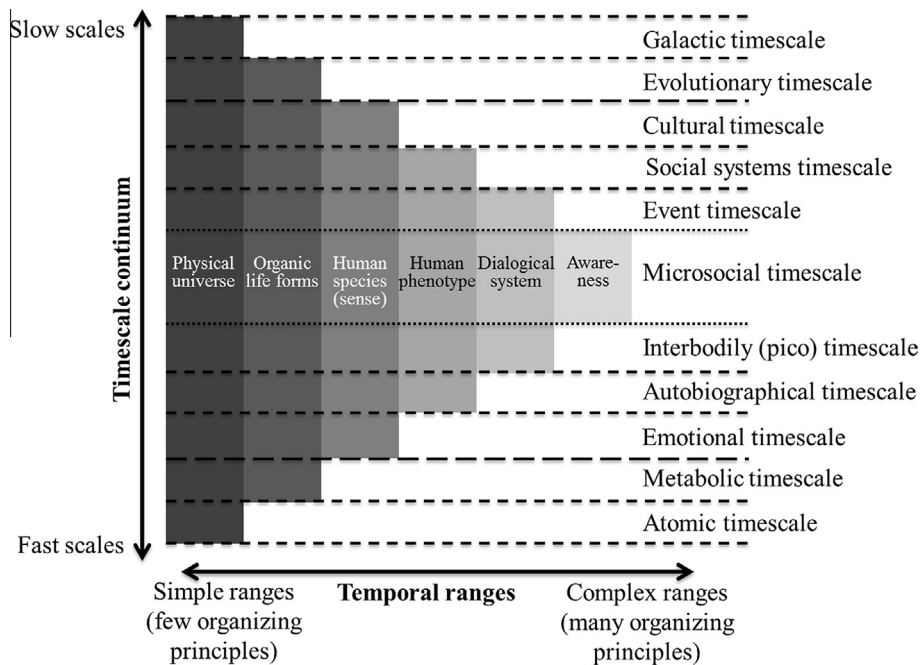 Slow scales
Galactic timescale
Evolutionary timescale
Cultural timescale
Social systems timescale
Event timescale
Timescale continuum
Physical
universe
Organic
life forms
Human
species
(sense)
Human
phenotype
Dialogical
system
Aware-
ness
Microsocial timescale
Interbodily (pico) timescale
Autobiographical timescale
Emotional timescale
Metabolic timescale
Atomic timescale
Fast scales
Simple ranges
(few organizing
principles)
Temporal ranges
Complex ranges
(many organizing
principles)